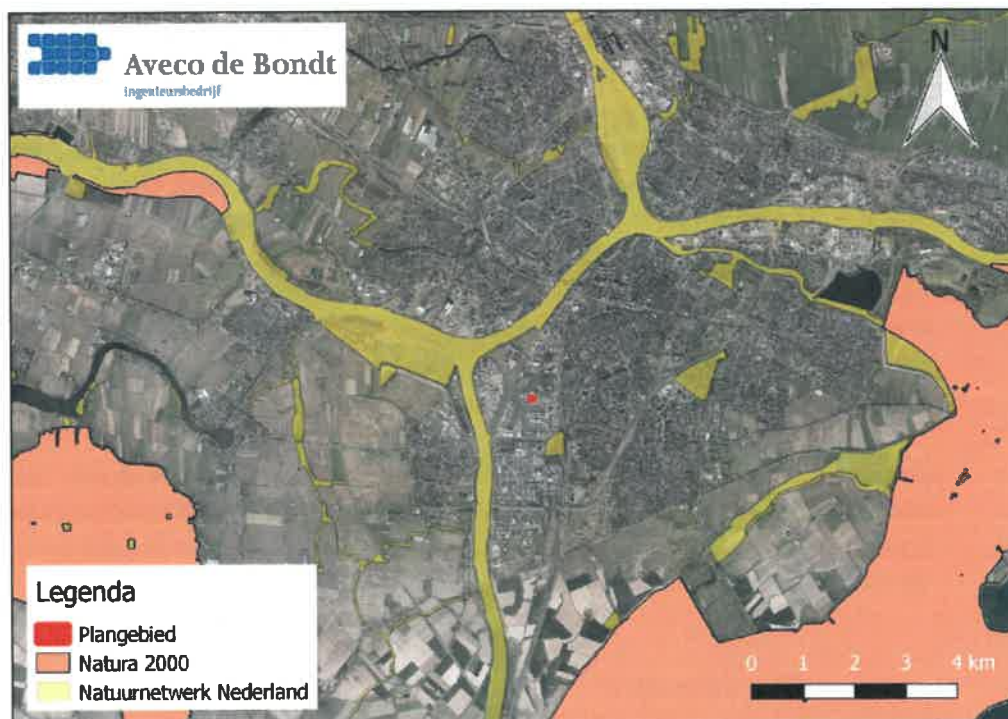 Aveco de Bondt
ingenieursbedrijf
N
Legenda
Plangebied
Natura 2000
Natuurnetwerk Nederland
0 1 2 3 4 km